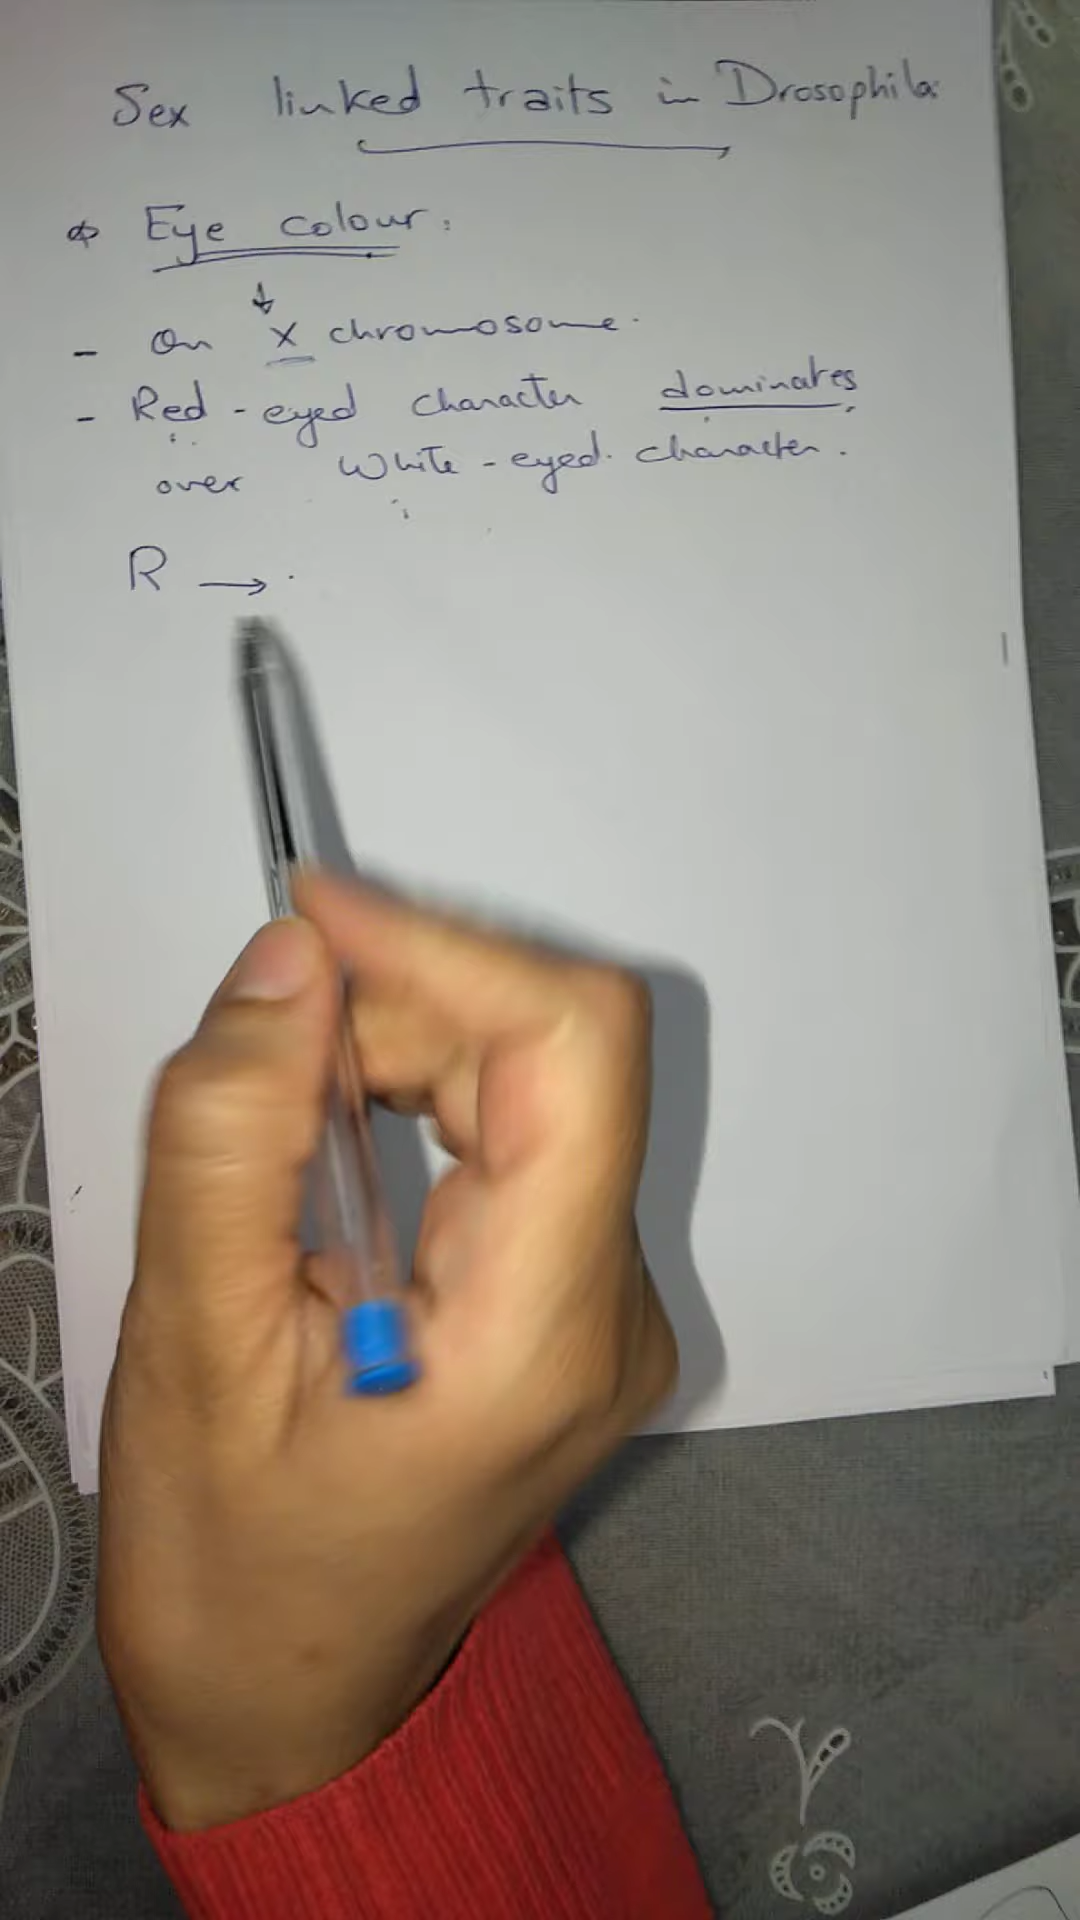 Sex linked traits in Drosophila
Eye colour.
- On X chromosome.
- Red-eyed character dominates
over White-eyed character.
R →